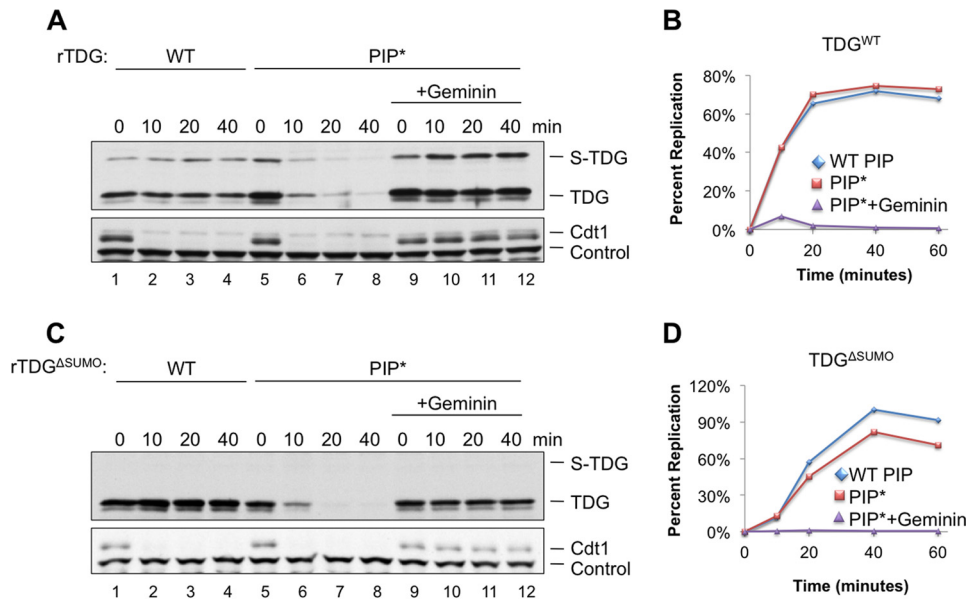 A
rTDG: WT PIP*
+Geminin
0 10 20 40 0 10 20 40 0 10 20 40 min
S-TDG
TDG
Cdt1
Control
1 2 3 4 5 6 7 8 9 10 11 12
B
TDGWT
80%
60%
40%
20%
0%
Percent Replication
WT PIP
PIP*
PIP*+Geminin
0 20 40 60
Time (minutes)
C
rTDGΔSUMO: WT PIP*
+Geminin
0 10 20 40 0 10 20 40 0 10 20 40 min
S-TDG
TDG
Cdt1
Control
1 2 3 4 5 6 7 8 9 10 11 12
D
TDGΔSUMO
120%
90%
60%
30%
0%
Percent Replication
WT PIP
PIP*
PIP*+Geminin
0 20 40 60
Time (minutes)